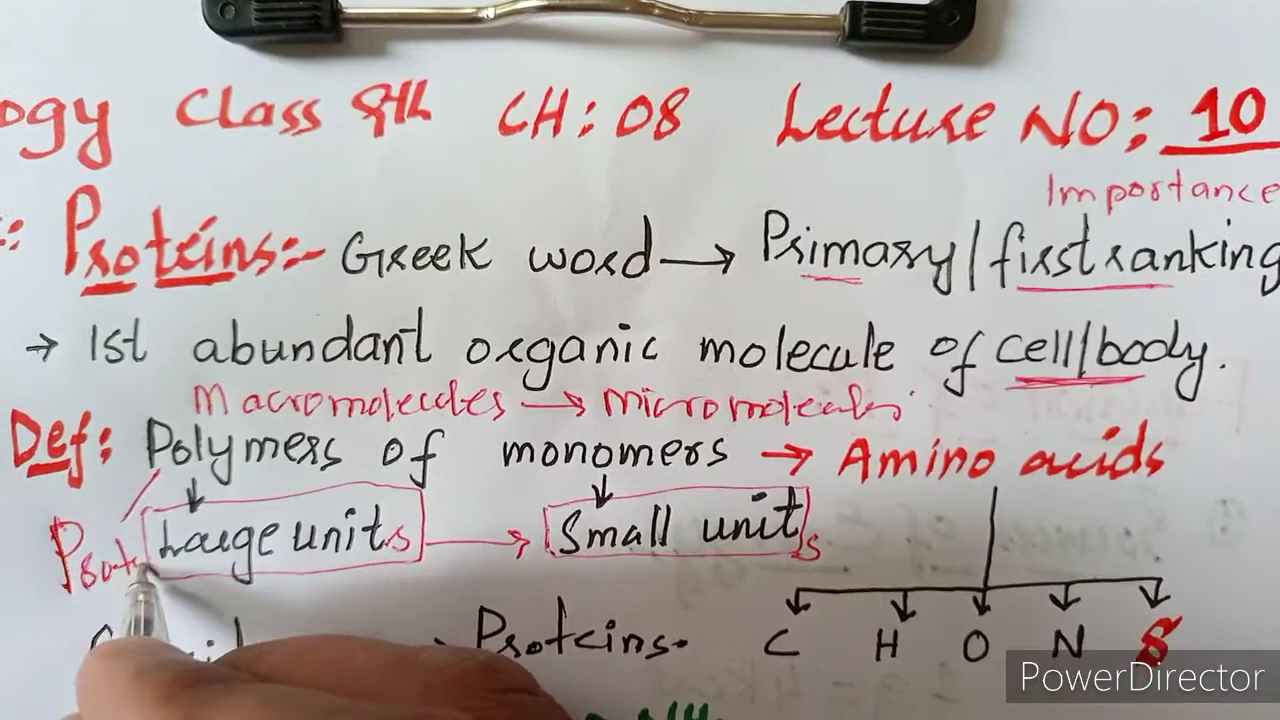 ogy Class 9th CH: 08 Lecture NO: 10
Importance
Proteins:- Greek word → Primary/first ranking
→ 1st abundant organic molecule of cell/body.
Macromolecules → micromolecules.
Def: Polymers of monomers → Amino acids
Large units → Small units
Prot
Proteins.
C H O N S
PowerDirector